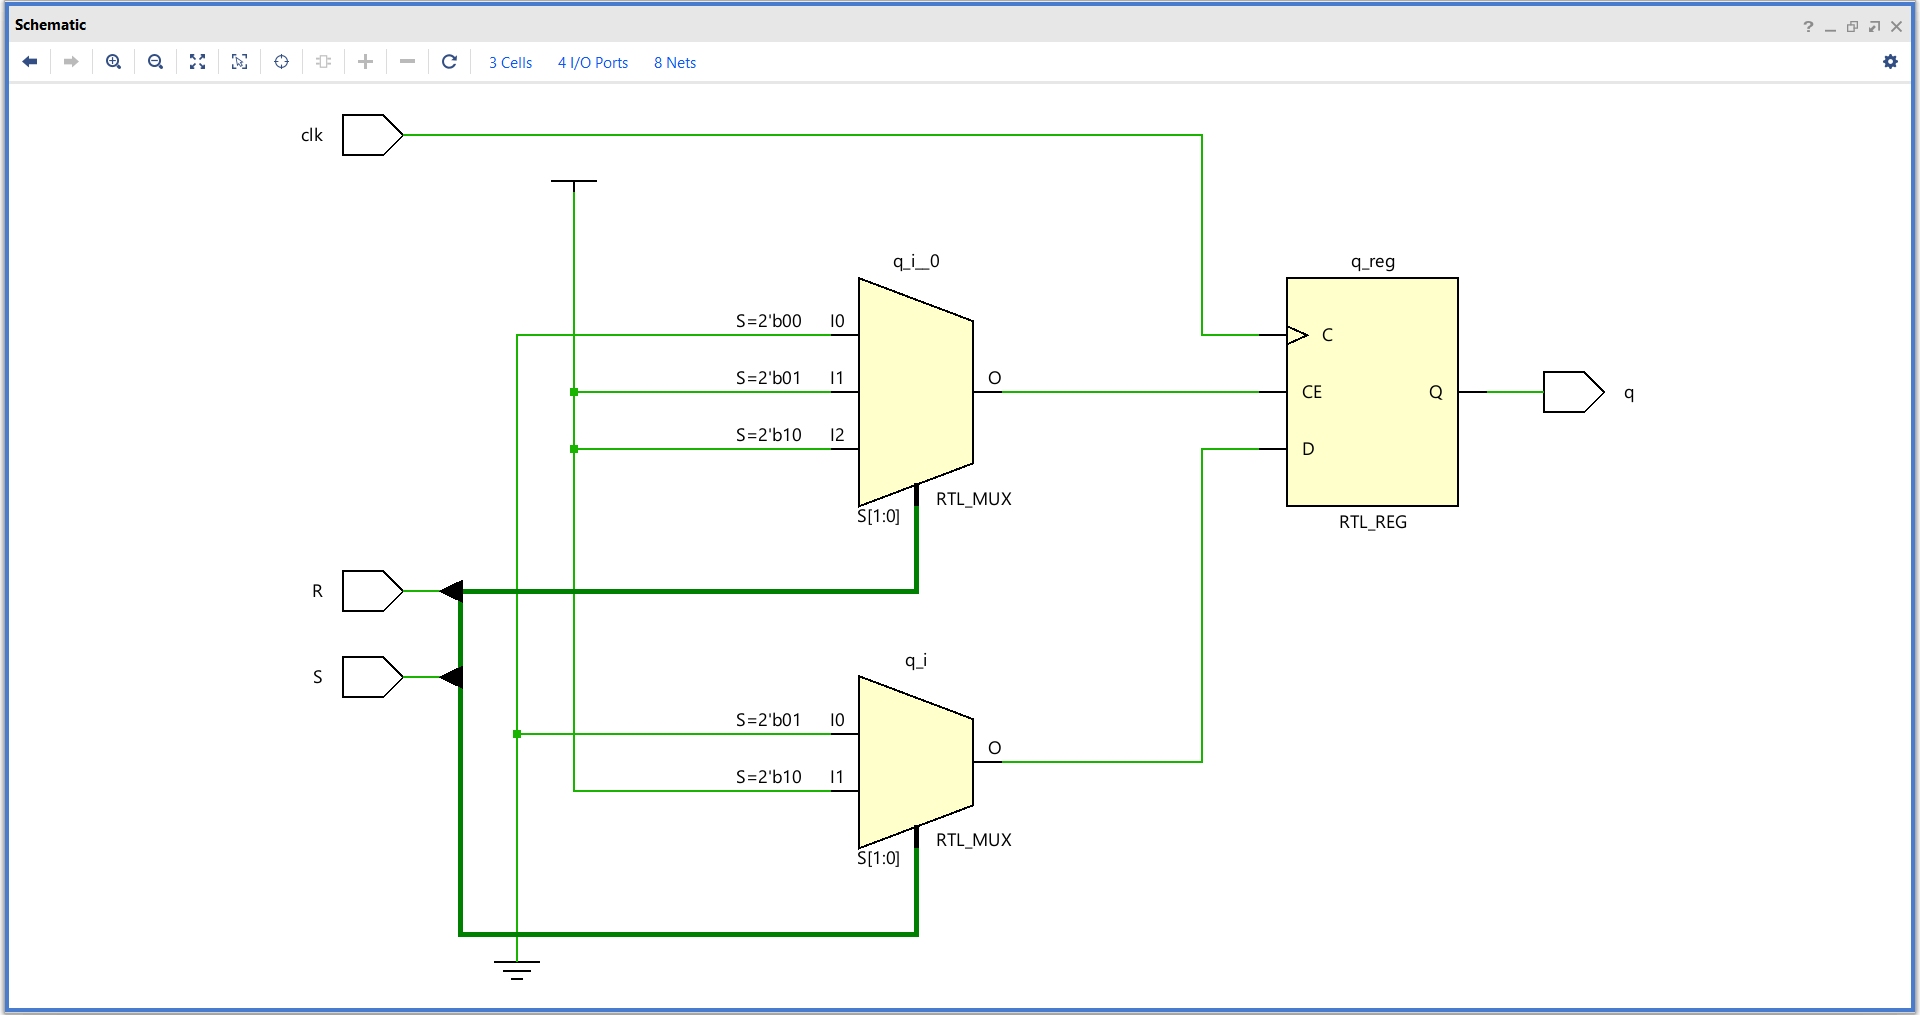 Schematic
3 Cells 4 I/O Ports 8 Nets
clk
q_i__0
q_reg
S=2'b00 I0
C
S=2'b01 I1
O
CE
Q
q
S=2'b10 I2
D
RTL_MUX
S[1:0]
RTL_REG
R
S
q_i
S=2'b01 I0
O
S=2'b10 I1
RTL_MUX
S[1:0]